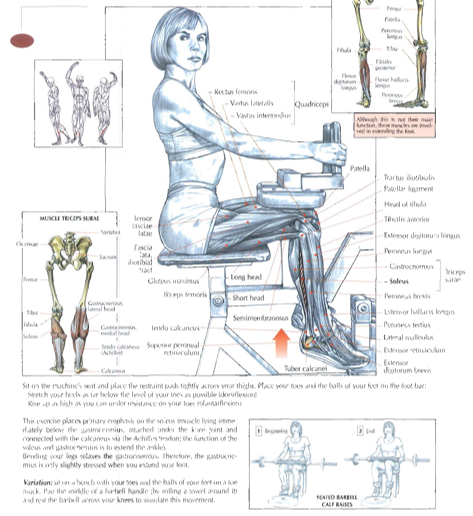 Femur
Patella
Peroneus longus
Fibula
Tibia
Tibialis posterior
Flexor digitorum longus
Flexor hallucis longus
Peroneus brevis
Although this is not their main
function, these muscles are invol-
ved in extending the foot.
Rectus femoris
Vastus lateralis
Vastus intermedius
Quadriceps
Patella
Tractus iliotibialis
Patellar ligament
Head of fibula
Tibialis anterior
Extensor digitorum longus
Peroneus longus
Gastrocnemius
Soleus
Triceps surae
Peroneus brevis
Extensor hallucis longus
Peroneus tertius
Lateral malleolus
Extensor retinaculum
Extensor digitorum brevis
Tensor fasciae latae
Fascia lata, iliotibial tract
Gluteus maximus
Biceps femoris
Long head
Short head
Semimembranosus
Tendo calcaneus
Superior peroneal retinaculum
Tuber calcanei
MUSCLE TRICEPS SURAE
Vertebra
Os coxae
Sacrum
Femur
Gastrocnemius, lateral head
Tibia
Fibula
Gastrocnemius, medial head
Soleus
Tendo calcaneus (Achilles)
Calcaneus
Sit on the machine's seat and place the restraint pads tightly across your thighs. Place your toes and the balls of your feet on the foot bar:
Stretch your heels as far below the level of your toes as possible (dorsiflexion)
Rise up as high as you can under resistance on your toes (plantarflexion)
This exercise places primary emphasis on the soleus (muscle lying imme-
diately below the gastrocnemius, attached under the knee joint and
connected with the calcaneus via the Achilles tendon; the function of the
soleus and gastrocnemius is to extend the ankle).
Bending your legs relaxes the gastrocnemius. Therefore, the gastrocne-
mius is only slightly stressed when you extend your foot.
Variation: sit on a bench with your toes and the balls of your feet on a toe
block. Pad the middle of a barbell handle (by rolling a towel around it)
and rest the barbell across your knees to simulate this movement.
1 Beginning
2 End
SEATED BARBELL
CALF RAISES